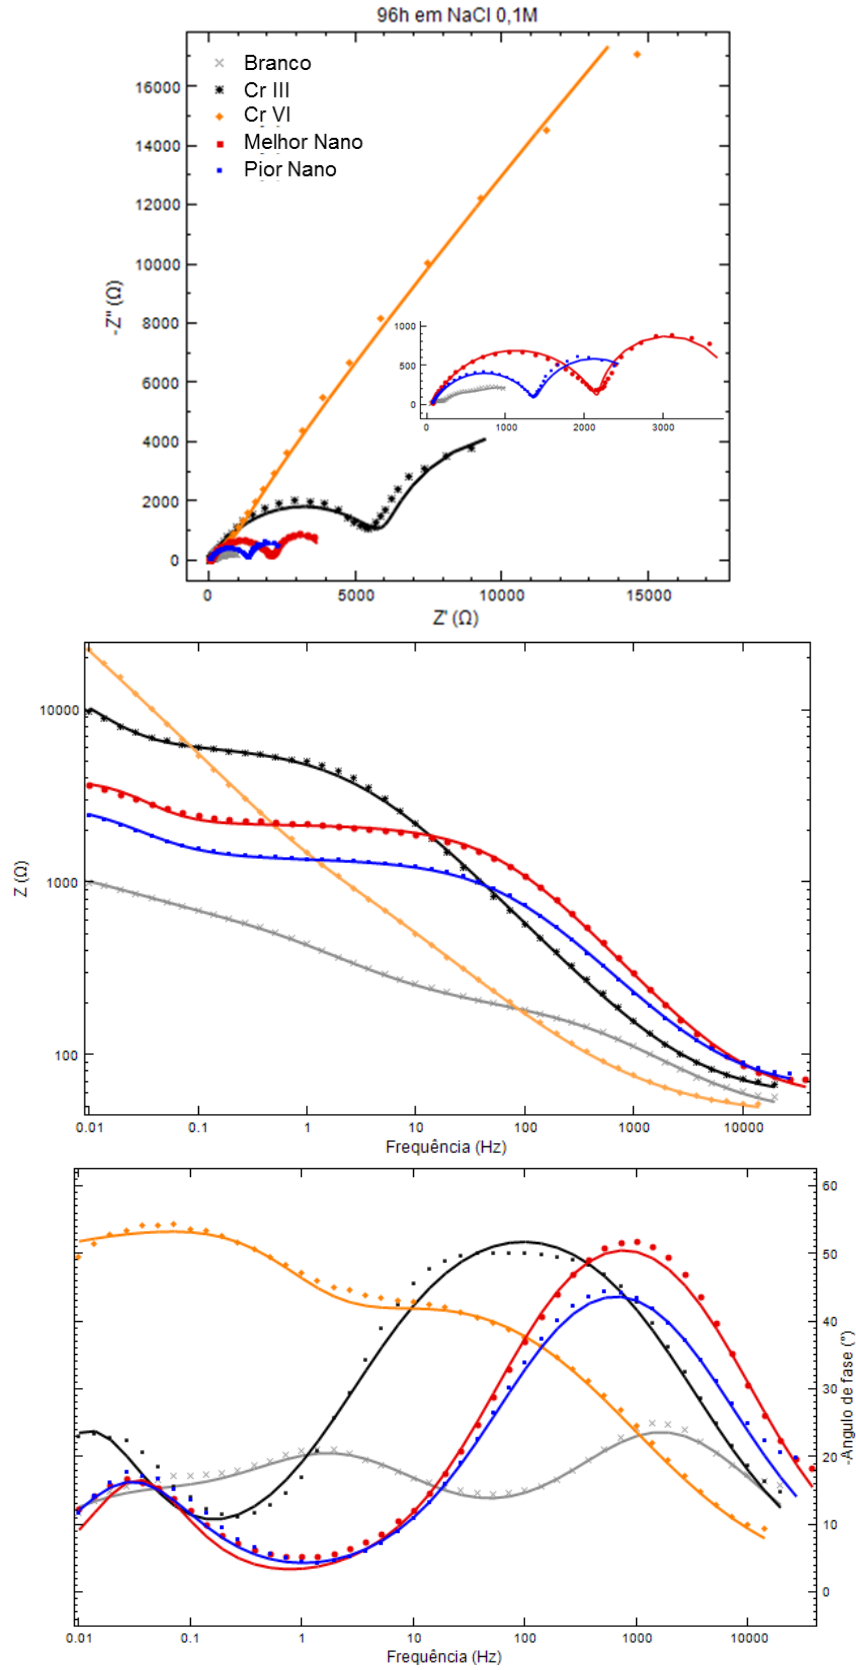 96h em NaCl 0,1M
Branco
Cr III
Cr VI
Melhor Nano
Pior Nano
-Z'' (Ω)
16000
14000
12000
10000
8000
6000
4000
2000
0
1000
500
0
0 1000 2000 3000
0 5000 10000 15000
Z' (Ω)
Z (Ω)
10000
1000
100
0.01 0.1 1 10 100 1000 10000
Frequência (Hz)
60
50
40
30
20
10
0
-Angulo de fase (°)
0.01 0.1 1 10 100 1000 10000
Frequência (Hz)